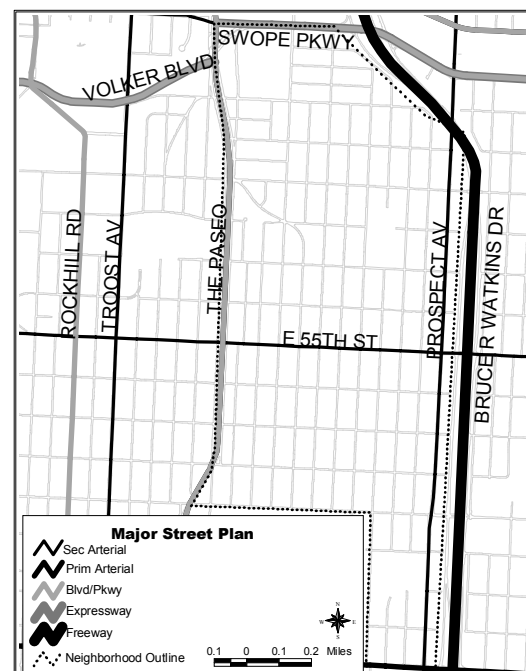 SWOPE PKWY
VOLKER BLVD
ROCKHILL RD
TROOST AV
THE PASEO
PROSPECT AV
BRUCE R WATKINS DR
E 55TH ST
Major Street Plan
Sec Arterial
Prim Arterial
Blvd/Pkwy
Expressway
Freeway
Neighborhood Outline
N
W E
S
0.1 0 0.1 0.2 Miles